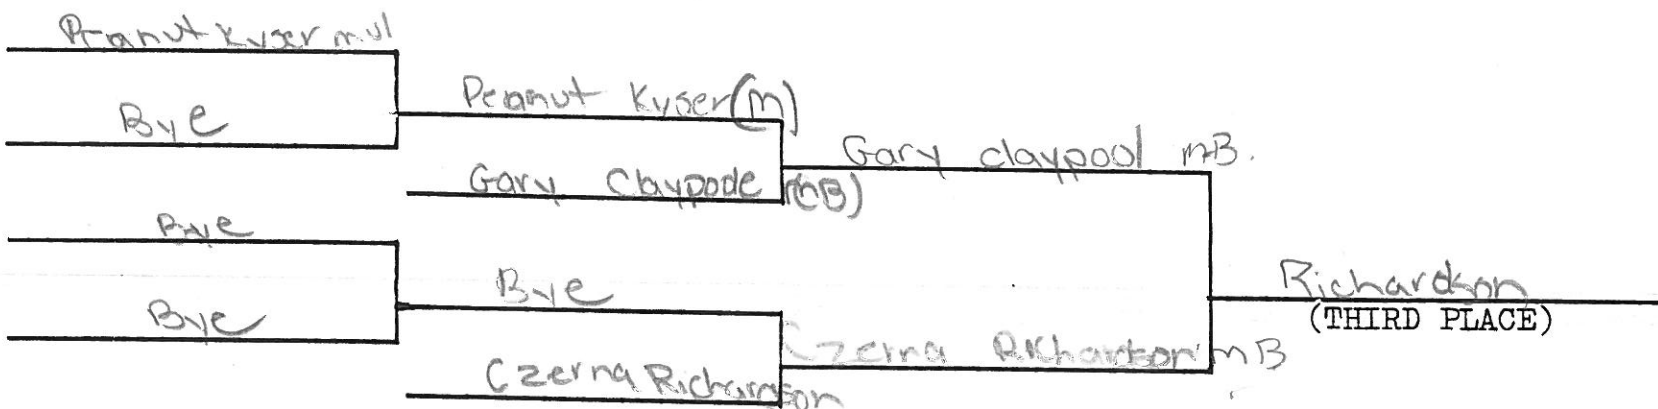 Peanut Kyser mul
Bye
Peanut Kyser (M)
Gary Claypode (mB)
Gary claypool mB.
Bye
Bye
Bye
Czerna Richardson
Czerna Richardson mB
Richardson
(THIRD PLACE)